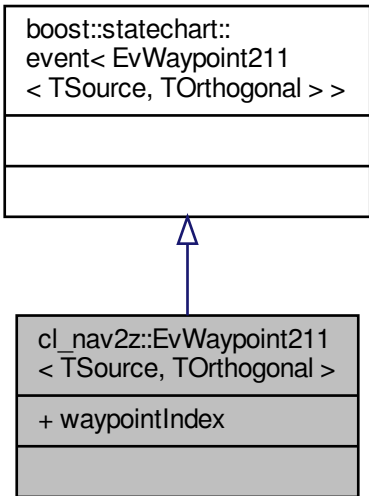 boost::statechart::
event< EvWaypoint211
< TSource, TOrthogonal > >
cl_nav2z::EvWaypoint211
< TSource, TOrthogonal >
+ waypointIndex